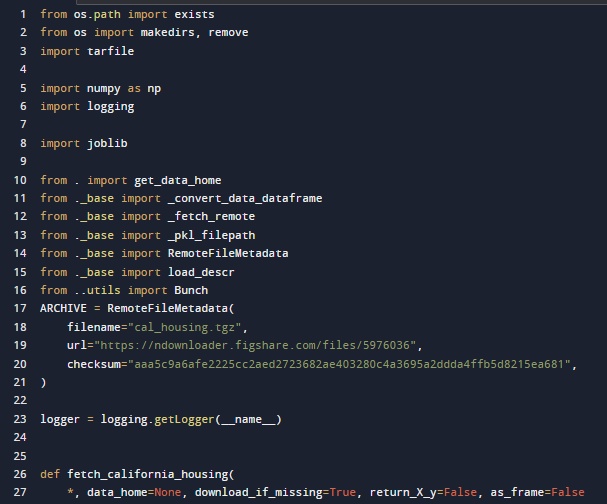 1 from os.path import exists
2 from os import makedirs, remove
3 import tarfile
4
5 import numpy as np
6 import logging
7
8 import joblib
9
10 from . import get_data_home
11 from ._base import _convert_data_dataframe
12 from ._base import _fetch_remote
13 from ._base import _pkl_filepath
14 from ._base import RemoteFileMetadata
15 from ._base import load_descr
16 from ..utils import Bunch
17 ARCHIVE = RemoteFileMetadata(
18     filename="cal_housing.tgz",
19     url="https://ndownloader.figshare.com/files/5976036",
20     checksum="aaa5c9a6afe2225cc2aed2723682ae403280c4a3695a2ddda4ffb5d8215ea681",
21 )
22
23 logger = logging.getLogger(__name__)
24
25
26 def fetch_california_housing(
27     *, data_home=None, download_if_missing=True, return_X_y=False, as_frame=False